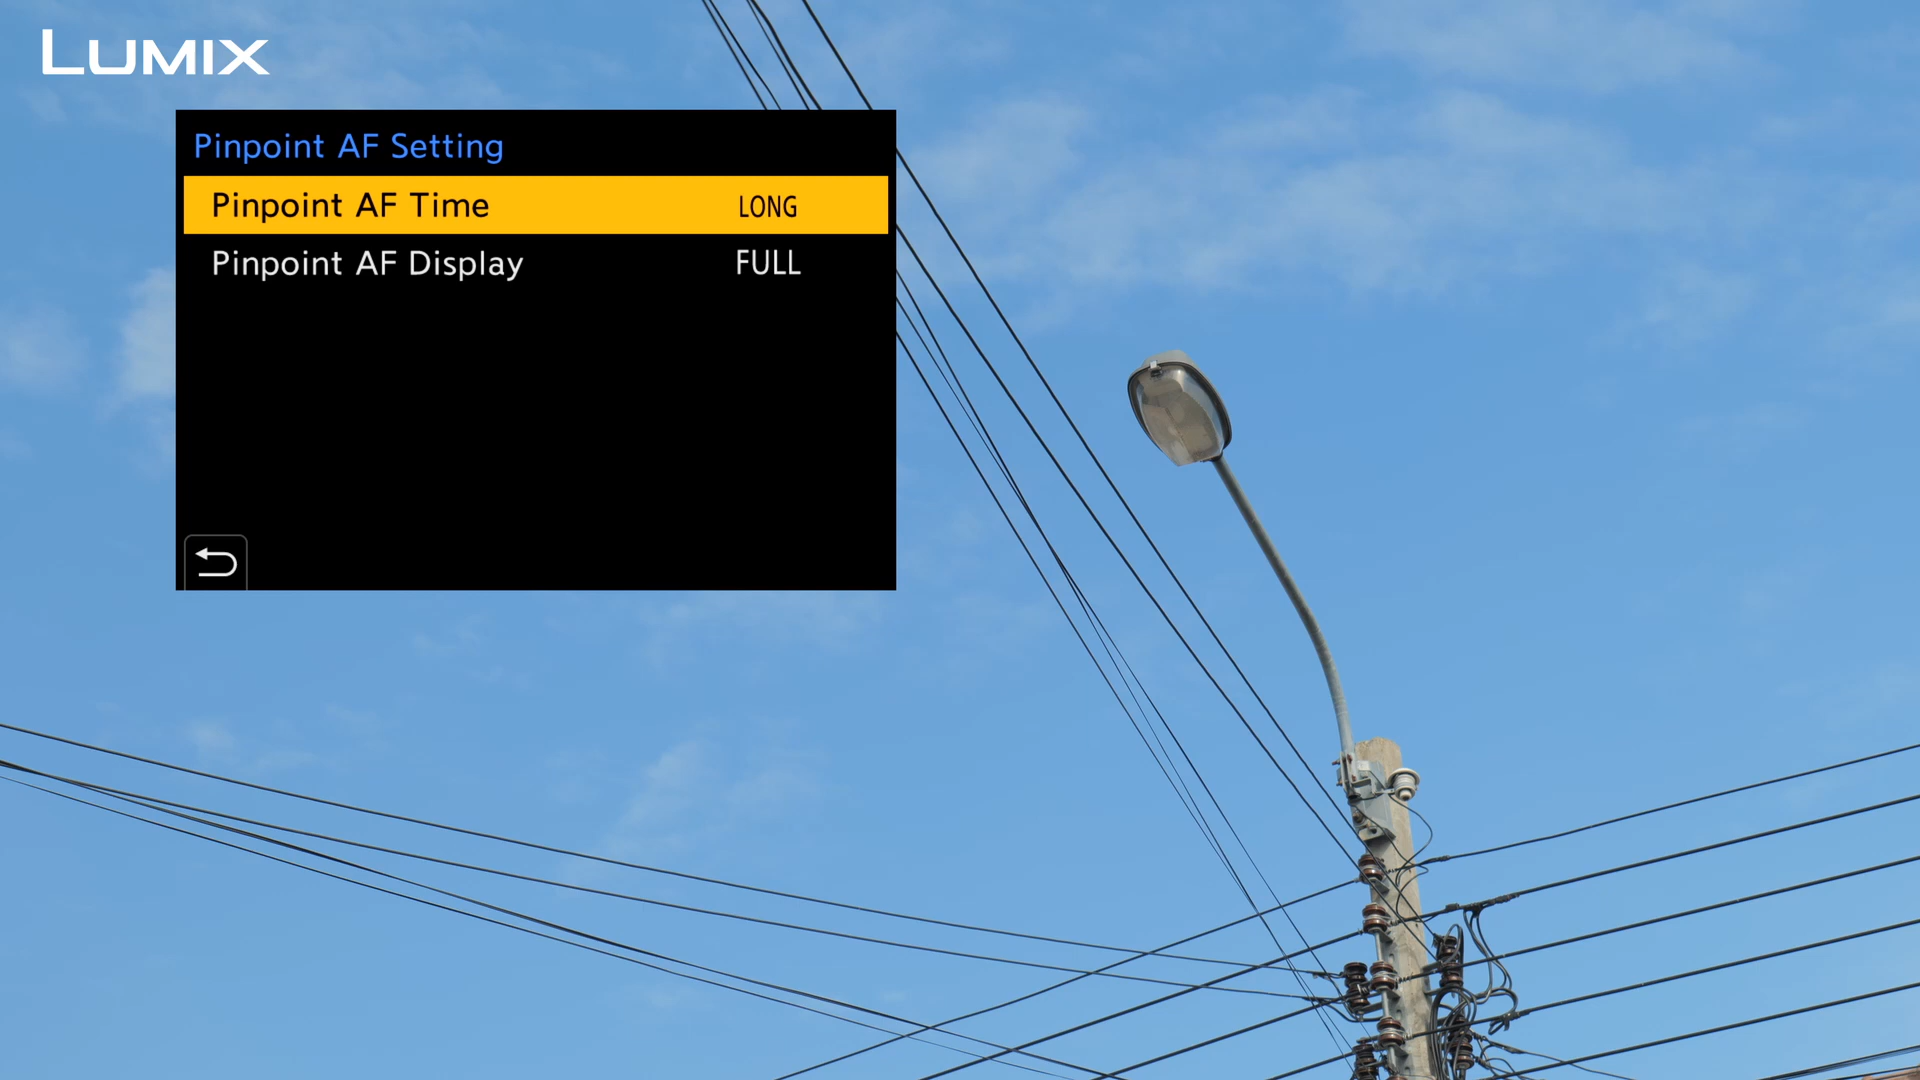 LUMIX
Pinpoint AF Setting
Pinpoint AF Time LONG
Pinpoint AF Display FULL